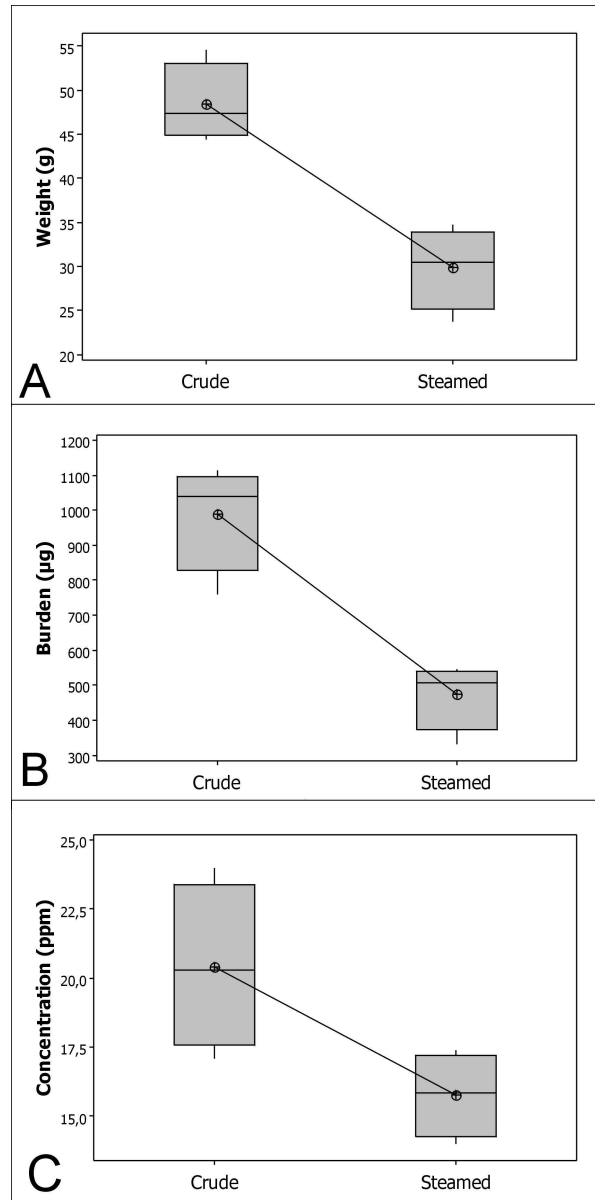 55
50
45
40
35
30
25
20
Weight (g)
Crude Steamed
A
1200
1100
1000
900
800
700
600
500
400
300
Burden (µg)
Crude Steamed
B
25,0
22,5
20,0
17,5
15,0
Concentration (ppm)
Crude Steamed
C